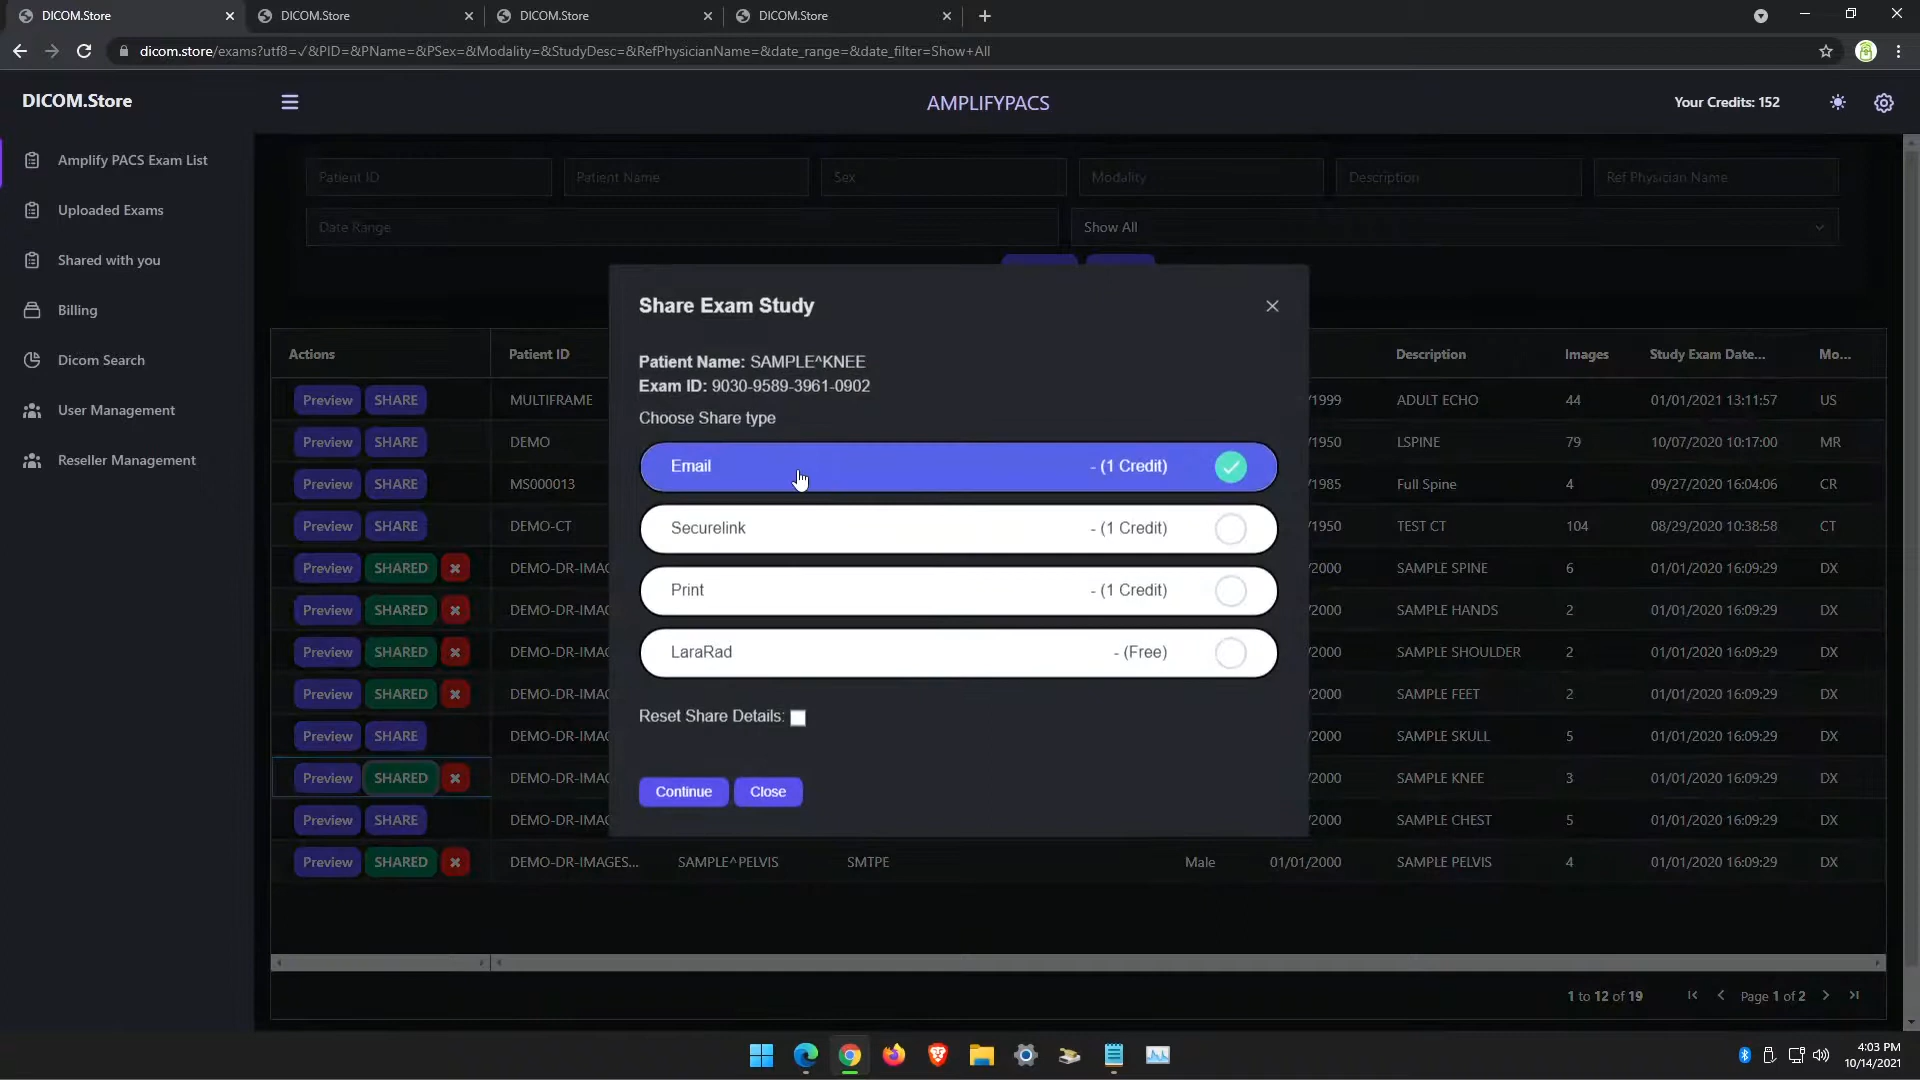 DICOM.Store
DICOM.Store
DICOM.Store
DICOM.Store
dicom.store/exams?utf8=✓&PID=&PName=&PSex=&Modality=&StudyDesc=&RefPhysicianName=&date_range=&date_filter=Show+All
DICOM.Store
AMPLIFYPACS
Your Credits: 152
Amplify PACS Exam List
Uploaded Exams
Shared with you
Billing
Dicom Search
User Management
Reseller Management
Patient ID
Patient Name
Sex
Modality
Description
Ref Physician Name
Date Range
Show All
Share Exam Study
Patient Name: SAMPLE^KNEE
Exam ID: 9030-9589-3961-0902
Choose Share type
Email - (1 Credit)
Securelink - (1 Credit)
Print - (1 Credit)
LaraRad - (Free)
Reset Share Details:
Continue Close
Actions Patient ID Description Images Study Exam Date... Mo...
Preview SHARE MULTIFRAME /1999 ADULT ECHO 44 01/01/2021 13:11:57 US
Preview SHARE DEMO /1950 LSPINE 79 10/07/2020 10:17:00 MR
Preview SHARE MS000013 /1985 Full Spine 4 09/27/2020 16:04:06 CR
Preview SHARE DEMO-CT /1950 TEST CT 104 08/29/2020 10:38:58 CT
Preview SHARED DEMO-DR-IMAG /2000 SAMPLE SPINE 6 01/01/2020 16:09:29 DX
Preview SHARED DEMO-DR-IMAG /2000 SAMPLE HANDS 2 01/01/2020 16:09:29 DX
Preview SHARED DEMO-DR-IMAG /2000 SAMPLE SHOULDER 2 01/01/2020 16:09:29 DX
Preview SHARED DEMO-DR-IMAG /2000 SAMPLE FEET 2 01/01/2020 16:09:29 DX
Preview SHARE DEMO-DR-IMAG /2000 SAMPLE SKULL 5 01/01/2020 16:09:29 DX
Preview SHARED DEMO-DR-IMAG /2000 SAMPLE KNEE 3 01/01/2020 16:09:29 DX
Preview SHARE DEMO-DR-IMAG /2000 SAMPLE CHEST 5 01/01/2020 16:09:29 DX
Preview SHARED DEMO-DR-IMAGES... SAMPLE^PELVIS SMTPE Male 01/01/2000 SAMPLE PELVIS 4 01/01/2020 16:09:29 DX
1 to 12 of 19 Page 1 of 2
4:03 PM
10/14/2021